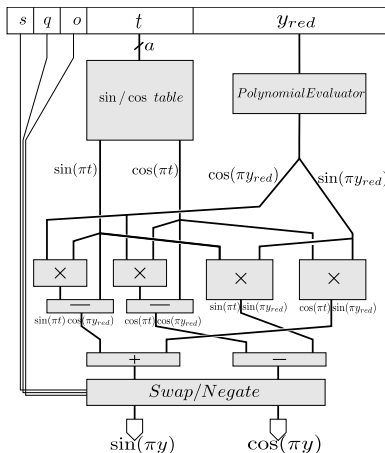 s q o t y_red
a
sin / cos table
PolynomialEvaluator
sin(πt) cos(πt) cos(πy_red) sin(πy_red)
× × × ×
— —
sin(πt) cos(πy_red) cos(πt) cos(πy_red) sin(πt) sin(πy_red) cos(πt) sin(πy_red)
+ −
Swap/Negate
sin(πy) cos(πy)